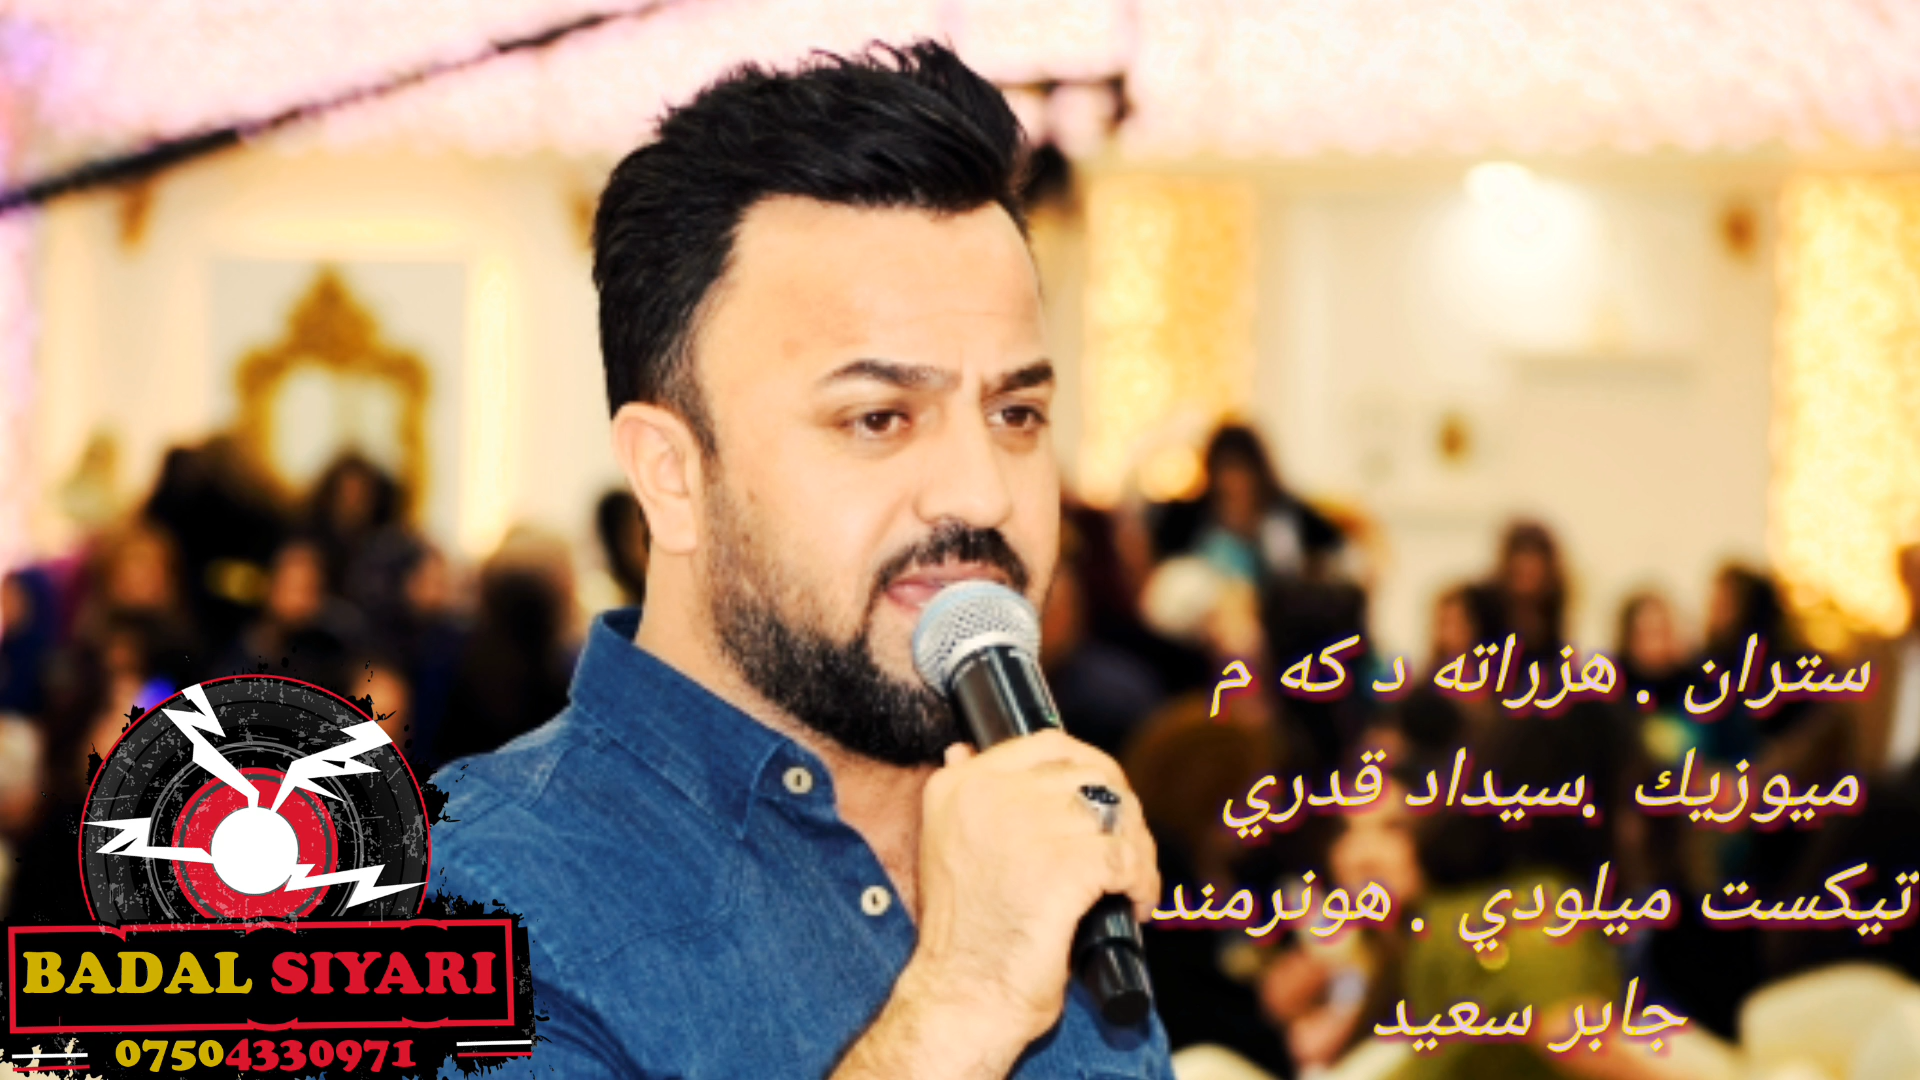 ستران . هزراته د كه م
ميوزيك .سيداد قدري
تيكست ميلودي . هونرمند
جابر سعيد
BADAL SIYARI
07504330971